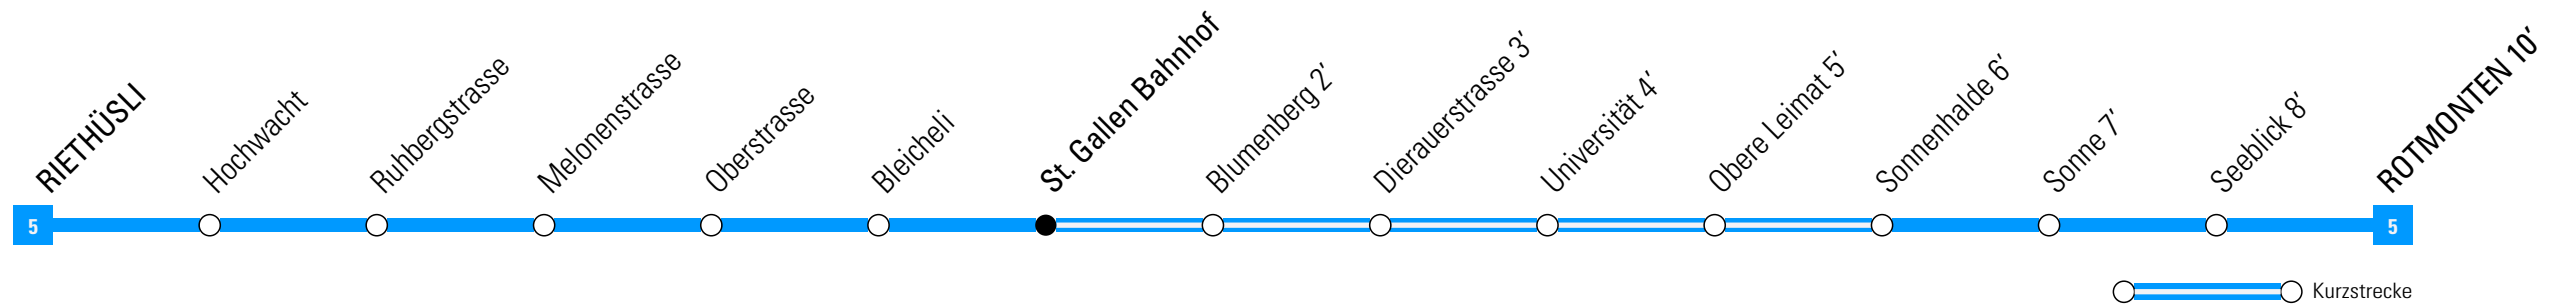 RIETHÜSLI
Hochwacht
Ruhbergstrasse
Melonenstrasse
Oberstrasse
Bleicheli
St. Gallen Bahnhof
Blumenberg 2′
Dierauerstrasse 3′
Universität 4′
Obere Leimat 5′
Sonnenhalde 6′
Sonne 7′
Seeblick 8′
ROTMONTEN 10′
5
5
Kurzstrecke